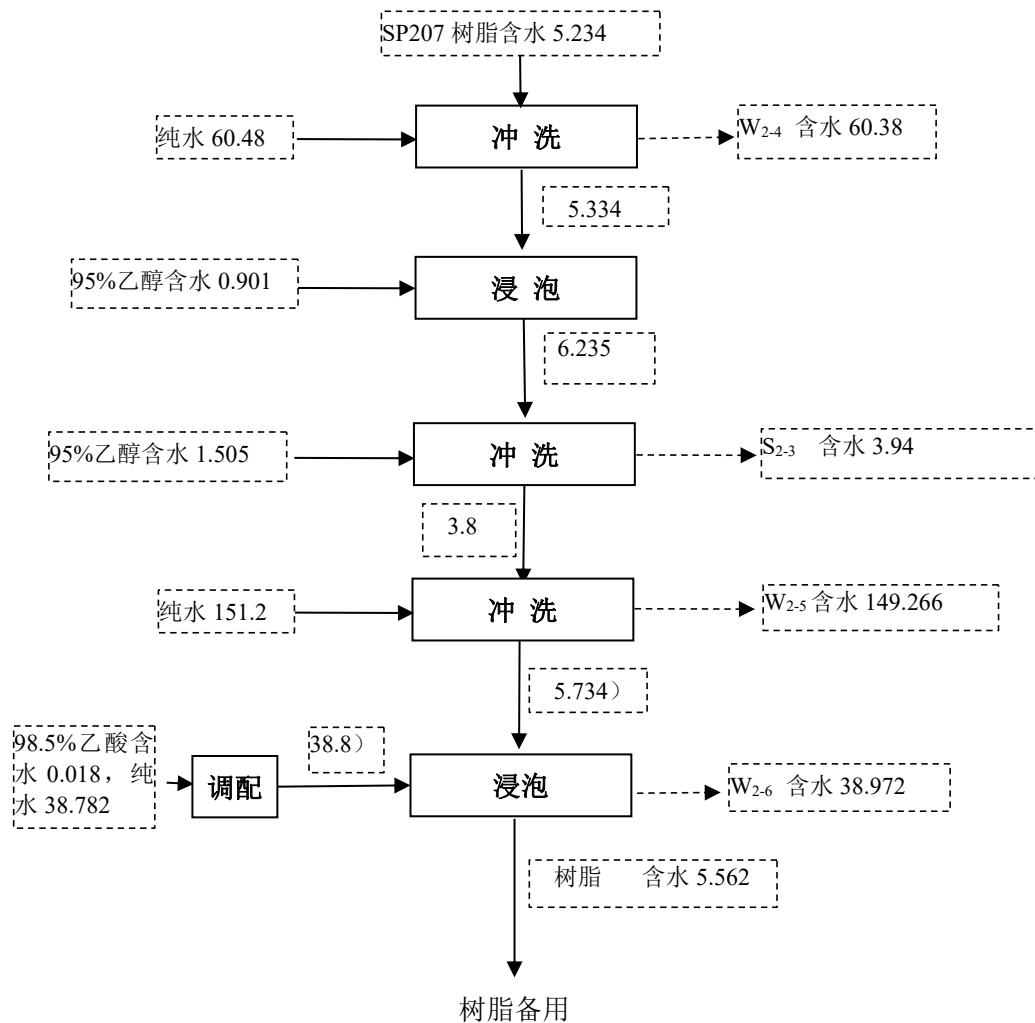 SP207 树脂含水 5.234
纯水 60.48
冲 洗
W2-4 含水 60.38
5.334
95%乙醇含水 0.901
浸 泡
6.235
95%乙醇含水 1.505
冲 洗
S2-3 含水 3.94
3.8
纯水 151.2
冲 洗
W2-5 含水 149.266
5.734）
98.5%乙酸含
水 0.018，纯
水 38.782
调配
38.8）
浸泡
W2-6 含水 38.972
树脂 含水 5.562
树脂备用